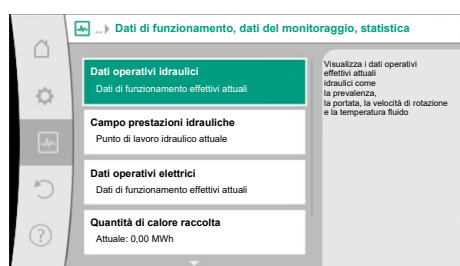 ..▸ Dati di funzionamento, dati del monitoraggio, statistica
Dati operativi idraulici
Dati di funzionamento effettivi attuali
Campo prestazioni idrauliche
Punto di lavoro idraulico attuale
Dati operativi elettrici
Dati di funzionamento effettivi attuali
Quantità di calore raccolta
Attuale: 0,00 MWh
Visualizza i dati operativi
effettivi attuali
idraulici come
la prevalenza,
la portata, la velocità di rotazione
e la temperatura fluido
?